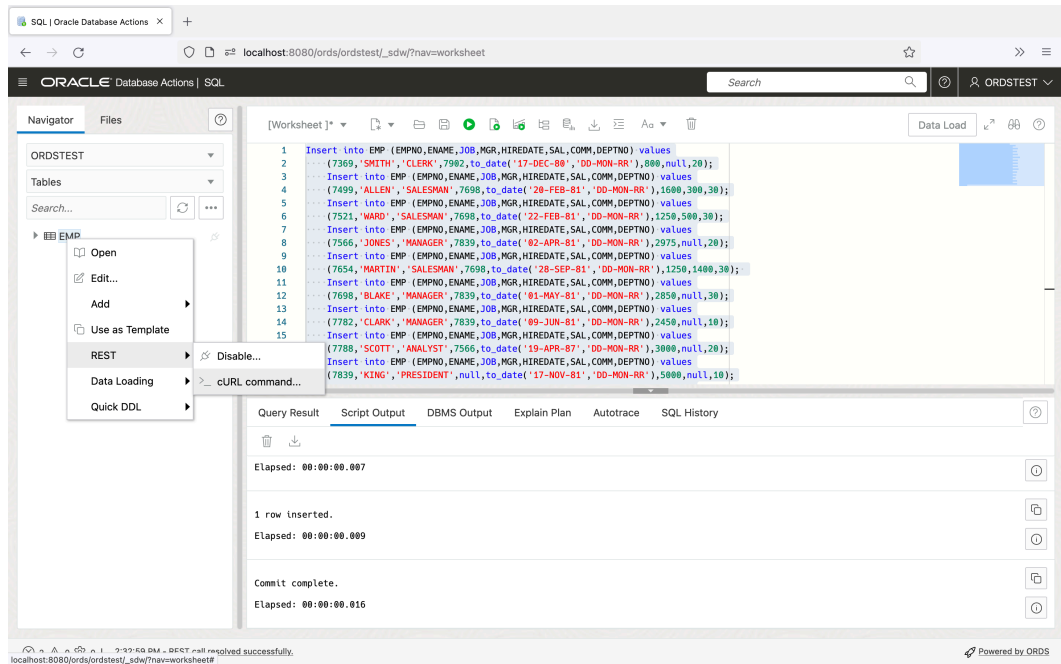 SQL | Oracle Database Actions
localhost:8080/ords/ordstest/_sdw/?nav=worksheet
ORACLE Database Actions | SQL
Search
ORDSTEST
Navigator
Files
ORDSTEST
Tables
Search...
EMP
Open
Edit...
Add
Use as Template
REST
Data Loading
Quick DDL
Disable...
>_ cURL command...
[Worksheet]*
Aa
Data Load
1 Insert into EMP (EMPNO,ENAME,JOB,MGR,HIREDATE,SAL,COMM,DEPTNO) values
2 (7369,'SMITH','CLERK',7902,to_date('17-DEC-80','DD-MON-RR'),800,null,20);
3 Insert into EMP (EMPNO,ENAME,JOB,MGR,HIREDATE,SAL,COMM,DEPTNO) values
4 (7499,'ALLEN','SALESMAN',7698,to_date('20-FEB-81','DD-MON-RR'),1600,300,30);
5 Insert into EMP (EMPNO,ENAME,JOB,MGR,HIREDATE,SAL,COMM,DEPTNO) values
6 (7521,'WARD','SALESMAN',7698,to_date('22-FEB-81','DD-MON-RR'),1250,500,30);
7 Insert into EMP (EMPNO,ENAME,JOB,MGR,HIREDATE,SAL,COMM,DEPTNO) values
8 (7566,'JONES','MANAGER',7839,to_date('02-APR-81','DD-MON-RR'),2975,null,20);
9 Insert into EMP (EMPNO,ENAME,JOB,MGR,HIREDATE,SAL,COMM,DEPTNO) values
10 (7654,'MARTIN','SALESMAN',7698,to_date('28-SEP-81','DD-MON-RR'),1250,1400,30);
11 Insert into EMP (EMPNO,ENAME,JOB,MGR,HIREDATE,SAL,COMM,DEPTNO) values
12 (7698,'BLAKE','MANAGER',7839,to_date('01-MAY-81','DD-MON-RR'),2850,null,30);
13 Insert into EMP (EMPNO,ENAME,JOB,MGR,HIREDATE,SAL,COMM,DEPTNO) values
14 (7782,'CLARK','MANAGER',7839,to_date('09-JUN-81','DD-MON-RR'),2450,null,10);
15 Insert into EMP (EMPNO,ENAME,JOB,MGR,HIREDATE,SAL,COMM,DEPTNO) values
(7788,'SCOTT','ANALYST',7566,to_date('19-APR-87','DD-MON-RR'),3000,null,20);
Insert into EMP (EMPNO,ENAME,JOB,MGR,HIREDATE,SAL,COMM,DEPTNO) values
(7839,'KING','PRESIDENT',null,to_date('17-NOV-81','DD-MON-RR'),5000,null,10);
Query Result
Script Output
DBMS Output
Explain Plan
Autotrace
SQL History
Elapsed: 00:00:00.007
1 row inserted.
Elapsed: 00:00:00.009
Commit complete.
Elapsed: 00:00:00.016
2:32:59 PM - REST call resolved successfully.
localhost:8080/ords/ordstest/_sdw/?nav=worksheet#
Powered by ORDS